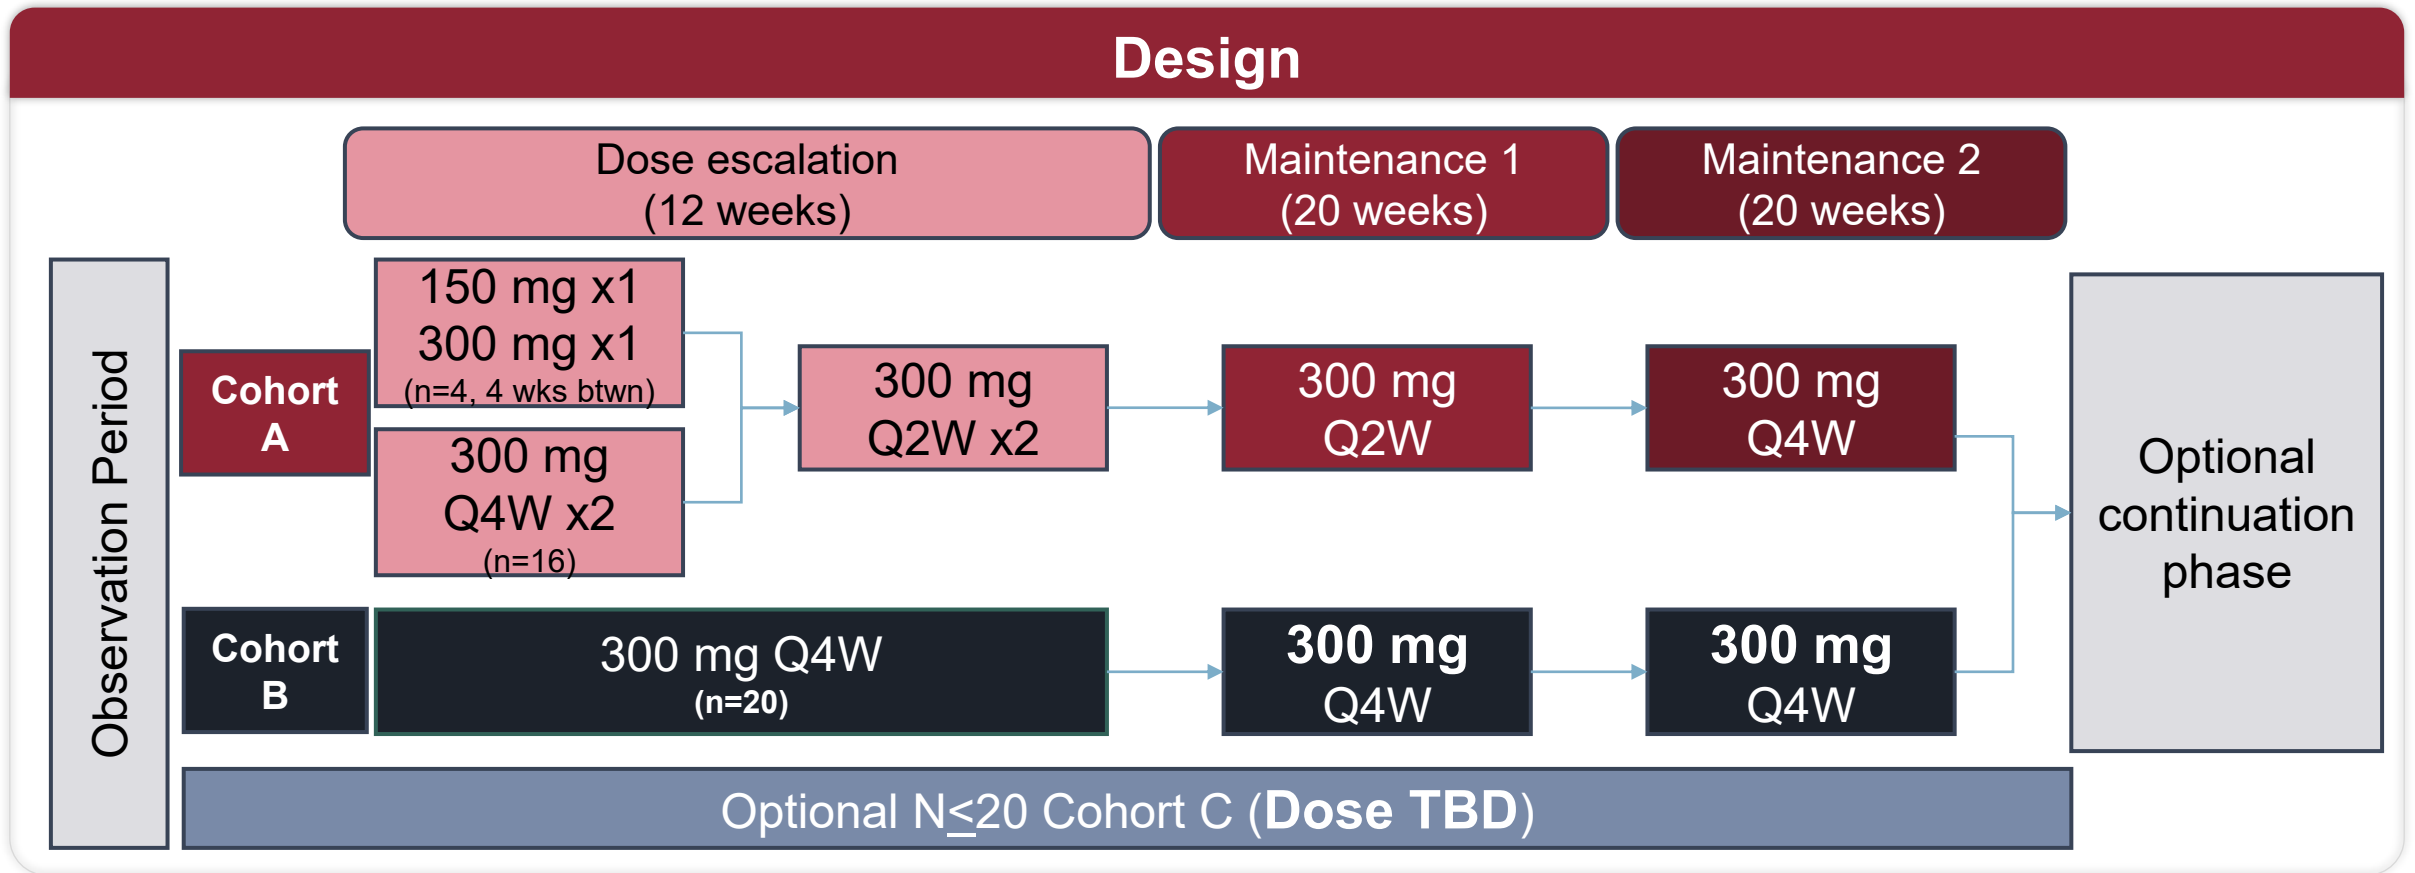 Design
Dose escalation
(12 weeks)
Maintenance 1
(20 weeks)
Maintenance 2
(20 weeks)
Observation Period
Cohort
A
150 mg x1
300 mg x1
(n=4, 4 wks btwn)
300 mg
Q4W x2
(n=16)
300 mg
Q2W x2
300 mg
Q2W
300 mg
Q4W
Optional
continuation
phase
Cohort
B
300 mg Q4W
(n=20)
300 mg
Q4W
300 mg
Q4W
Optional N<20 Cohort C (Dose TBD)